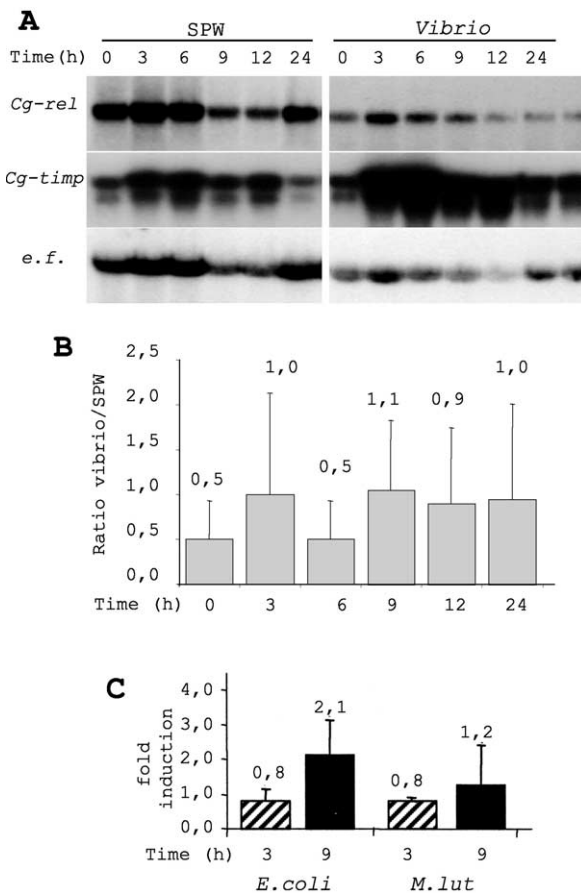 A
SPW
Vibrio
Time(h) 0 3 6 9 12 24 0 3 6 9 12 24
Cg-rel
Cg-timp
e.f.
B
Ratio vibrio/SPW
2,5
2,0
1,5
1,0
0,5
0,0
0,5 1,0 0,5 1,1 0,9 1,0
Time (h) 0 3 6 9 12 24
C
fold
induction
4,0
3,0
2,0
1,0
0,0
0,8 2,1 0,8 1,2
Time (h) 3 9 3 9
E.coli M.lut